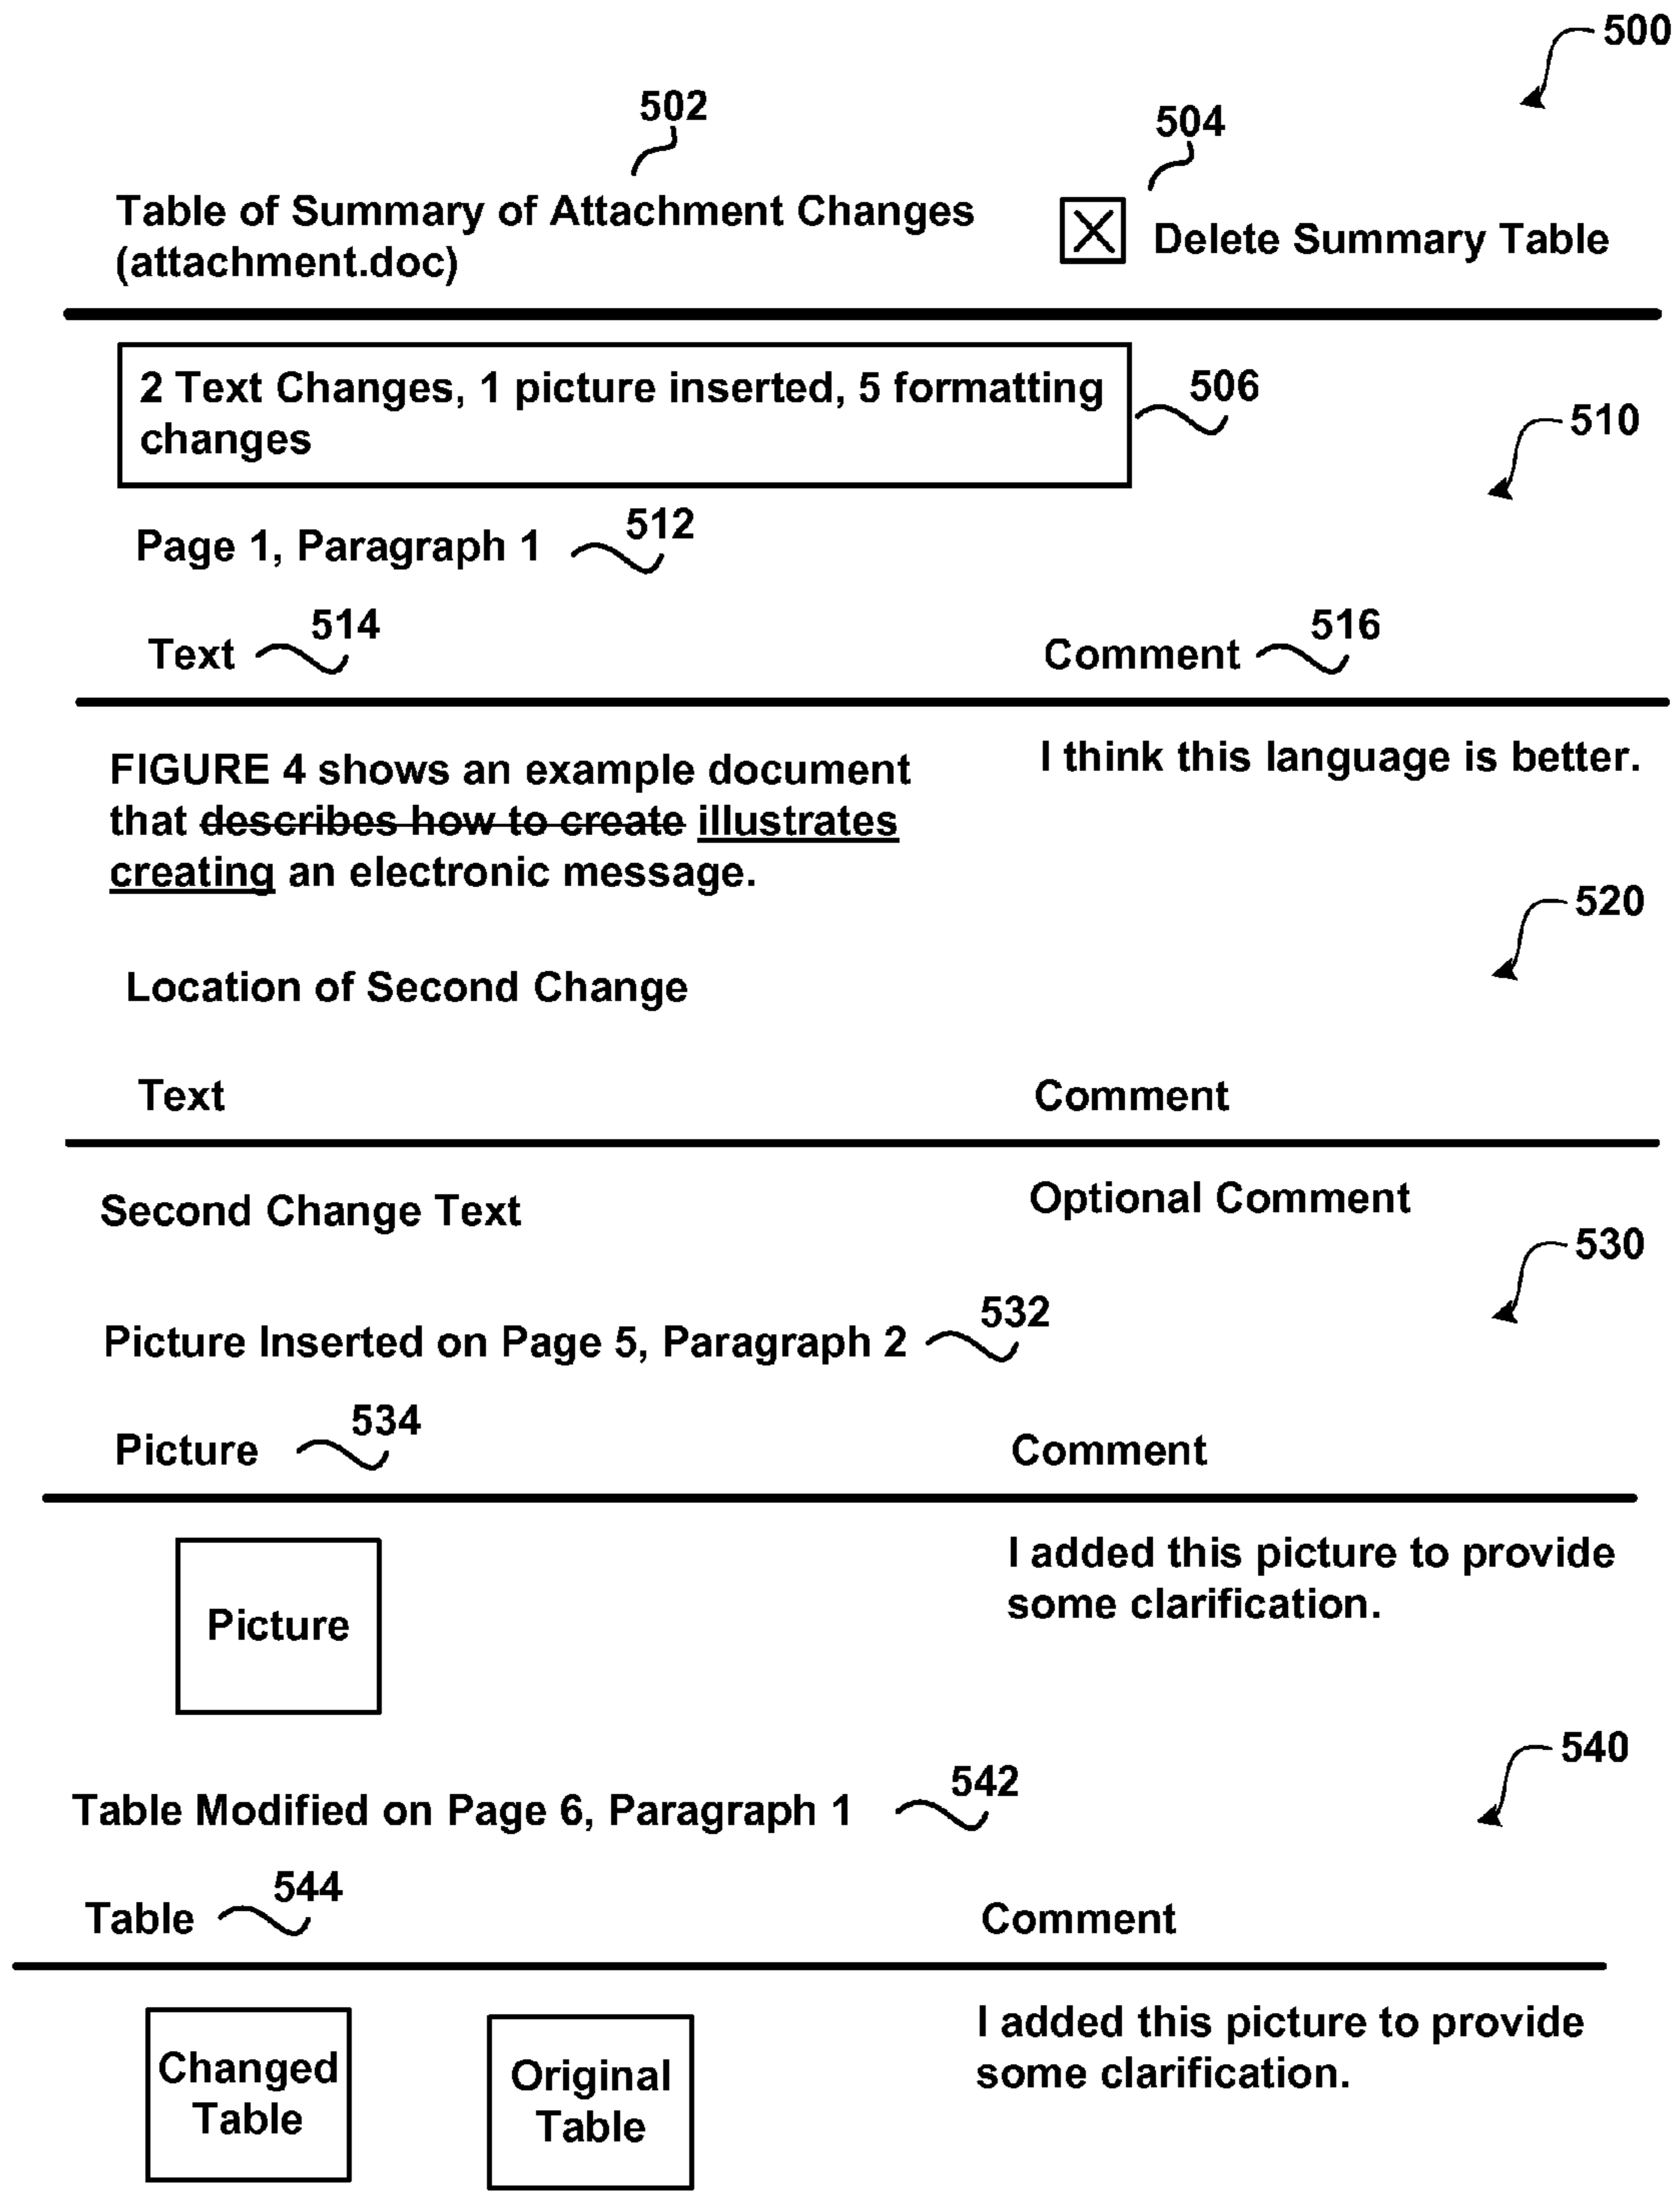 500
502
504
Table of Summary of Attachment Changes
(attachment.doc)
Delete Summary Table
2 Text Changes, 1 picture inserted, 5 formatting
changes
506
510
Page 1, Paragraph 1
512
Text
514
Comment
516
FIGURE 4 shows an example document
that describes how to create illustrates
creating an electronic message.
I think this language is better.
520
Location of Second Change
Text
Comment
Second Change Text
Optional Comment
530
Picture Inserted on Page 5, Paragraph 2
532
Picture
534
Comment
Picture
I added this picture to provide
some clarification.
540
Table Modified on Page 6, Paragraph 1
542
Table
544
Comment
Changed
Table
Original
Table
I added this picture to provide
some clarification.